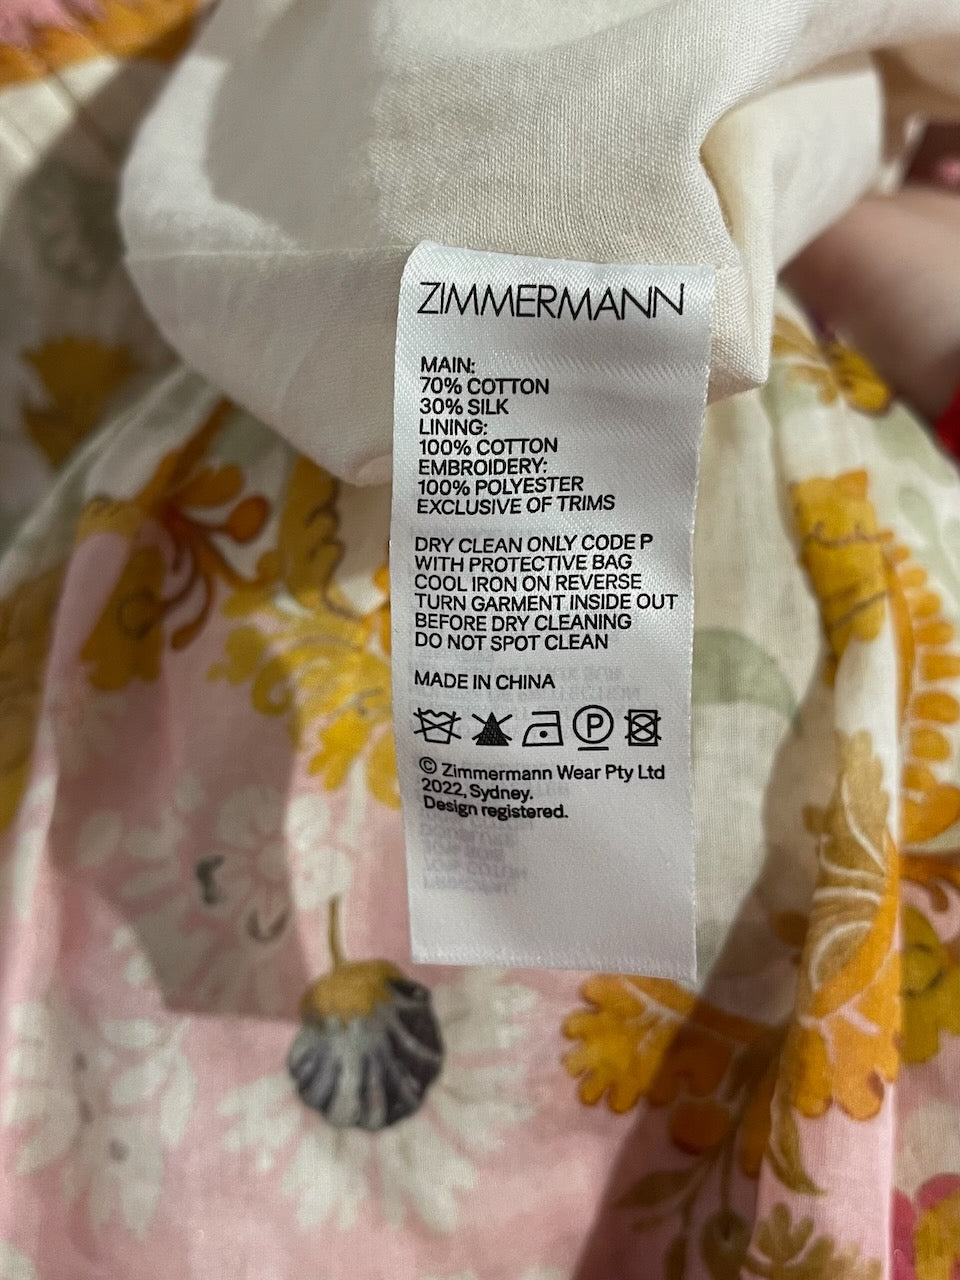 ZIMMERMANN
MAIN:
70% COTTON
30% SILK
LINING:
100% COTTON
EMBROIDERY:
100% POLYESTER
EXCLUSIVE OF TRIMS
DRY CLEAN ONLY CODE P
WITH PROTECTIVE BAG
COOL IRON ON REVERSE
TURN GARMENT INSIDE OUT
BEFORE DRY CLEANING
DO NOT SPOT CLEAN
MADE IN CHINA
P
© Zimmermann Wear Pty Ltd
2022, Sydney.
Design registered.